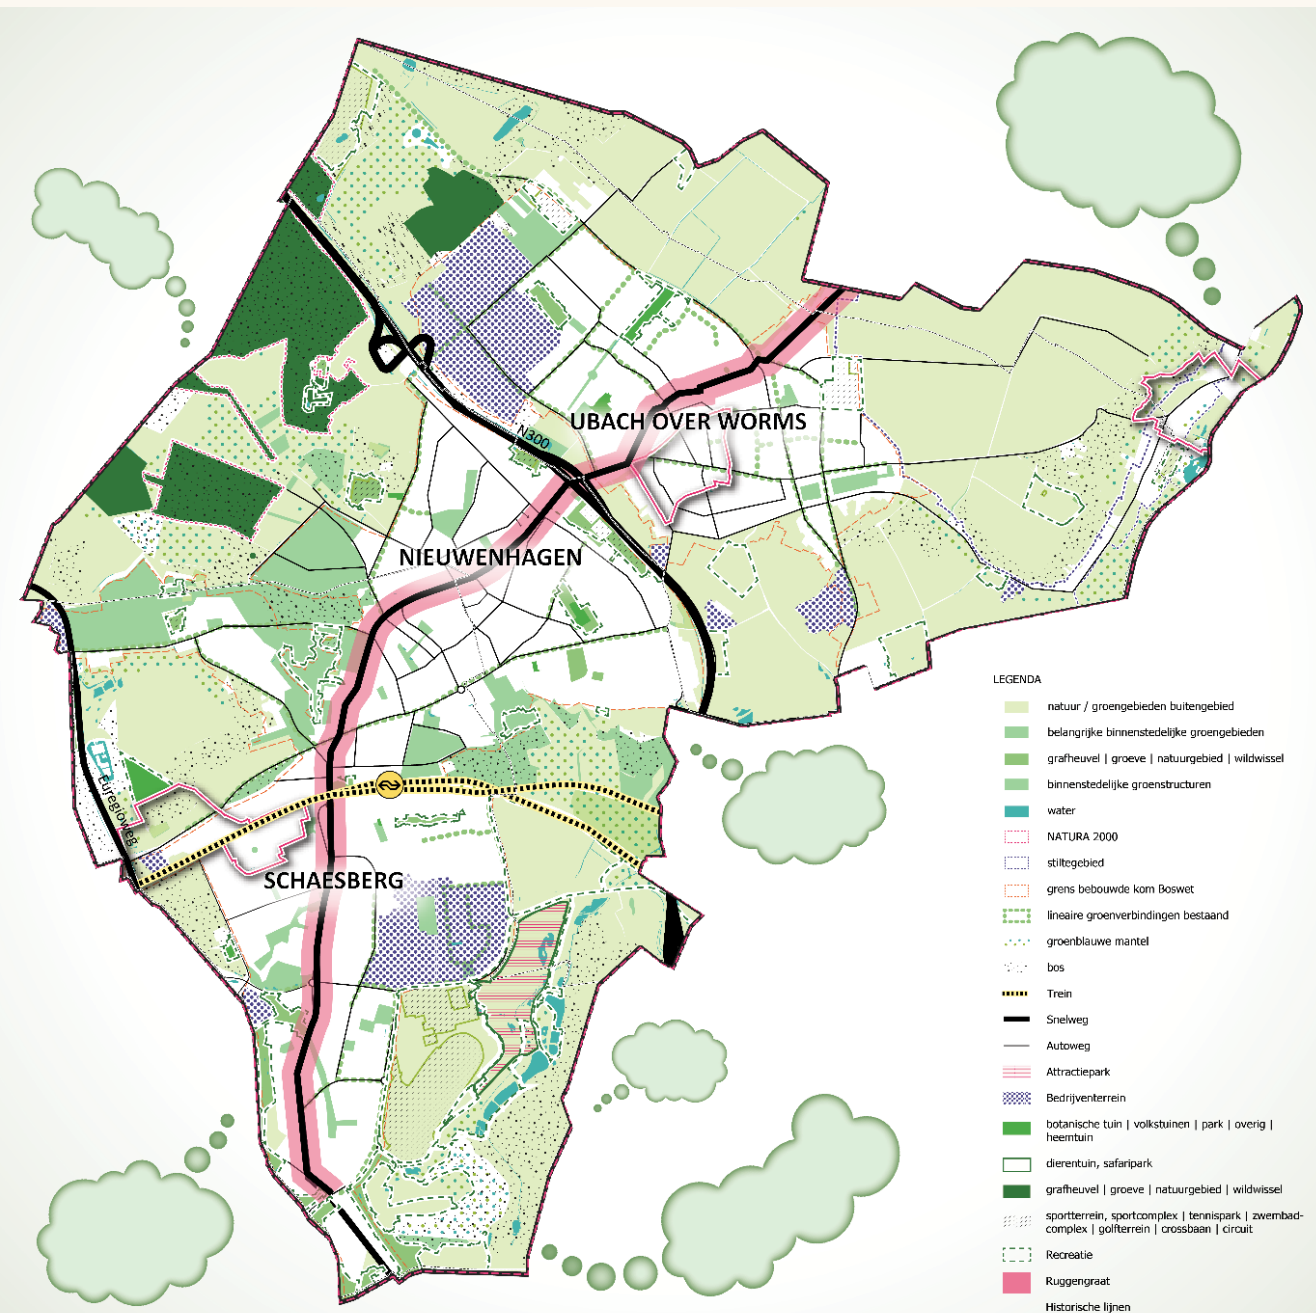 UBACH OVER WORMS
N300
NIEUWENHAGEN
Euregioweg
SCHAESBERG
LEGENDA
natuur / groengebieden buitengebied
belangrijke binnenstedelijke groengebieden
grafheuvel | groeve | natuurgebied | wildwissel
binnenstedelijke groenstructuren
water
NATURA 2000
stiltegebied
grens bebouwde kom Boswet
lineaire groenverbindingen bestaand
groenblauwe mantel
bos
Trein
Snelweg
Autoweg
Attractiepark
Bedrijventerrein
botanische tuin | volkstuinen | park | overig |
heemtuin
dierentuin, safaripark
grafheuvel | groeve | natuurgebied | wildwissel
sportterrein, sportcomplex | tennispark | zwembad-
complex | golfterrein | crossbaan | circuit
Recreatie
Ruggengraat
Historische lijnen